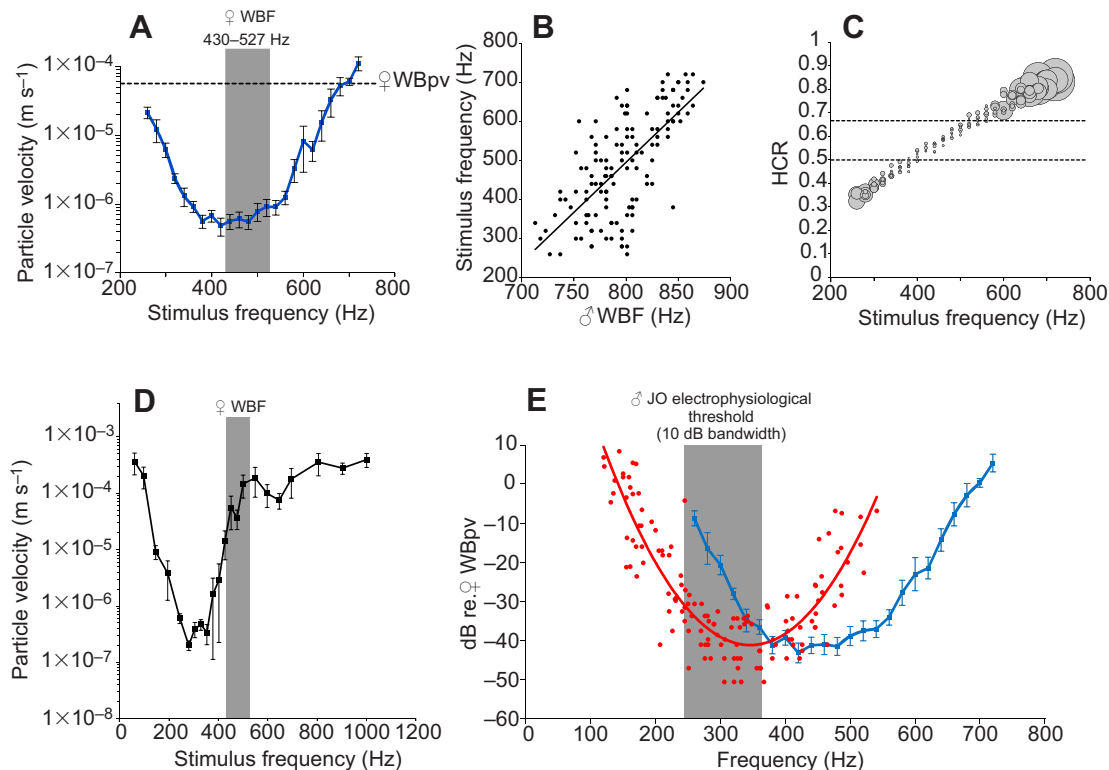 A
♀ WBF
430–527 Hz
Particle velocity (m s–1)
1×10–4
1×10–5
1×10–6
1×10–7
♀WBpv
200 400 600 800
Stimulus frequency (Hz)
B
Stimulus frequency (Hz)
800
700
600
500
400
300
200
700 750 800 850 900
♂WBF (Hz)
C
HCR
1
0.9
0.8
0.7
0.6
0.5
0.4
0.3
0.2
0.1
0
200 400 600 800
Stimulus frequency (Hz)
D
♀ WBF
Particle velocity (m s–1)
1×10–3
1×10–4
1×10–5
1×10–6
1×10–7
1×10–8
0 200 400 600 800 1000 1200
Stimulus frequency (Hz)
E
♂ JO electrophysiological
threshold
(10 dB bandwidth)
dB re.♀ WBpv
10
0
–10
–20
–30
–40
–50
–60
0 100 200 300 400 500 600 700 800
Frequency (Hz)